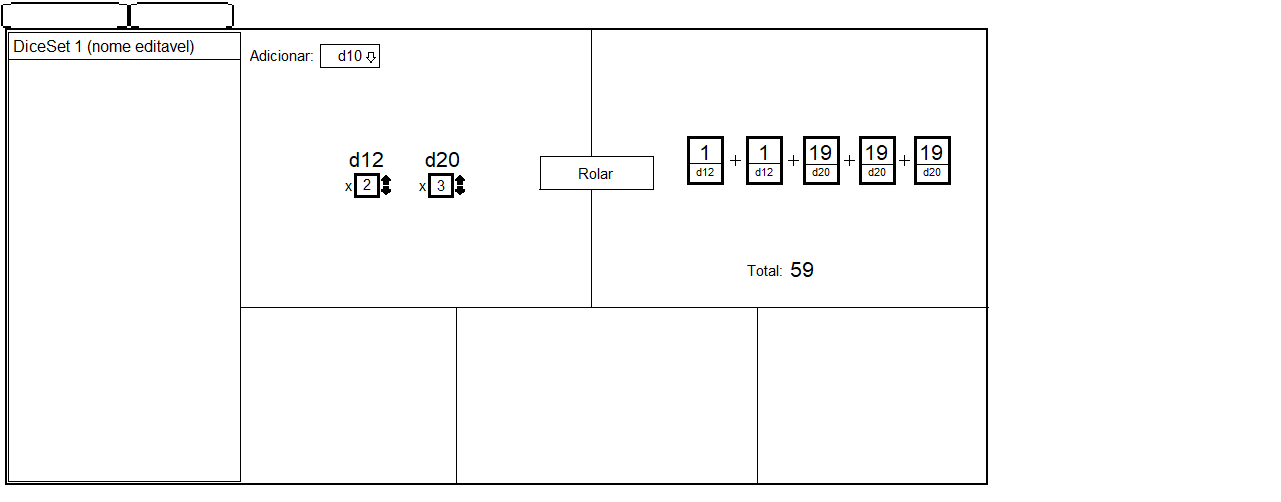 DiceSet 1 (nome editavel)
Adicionar: d10
d12 d20
x 2 x 3
Rolar
1 + 1 + 19 + 19 + 19
d12 d12 d20 d20 d20
Total: 59